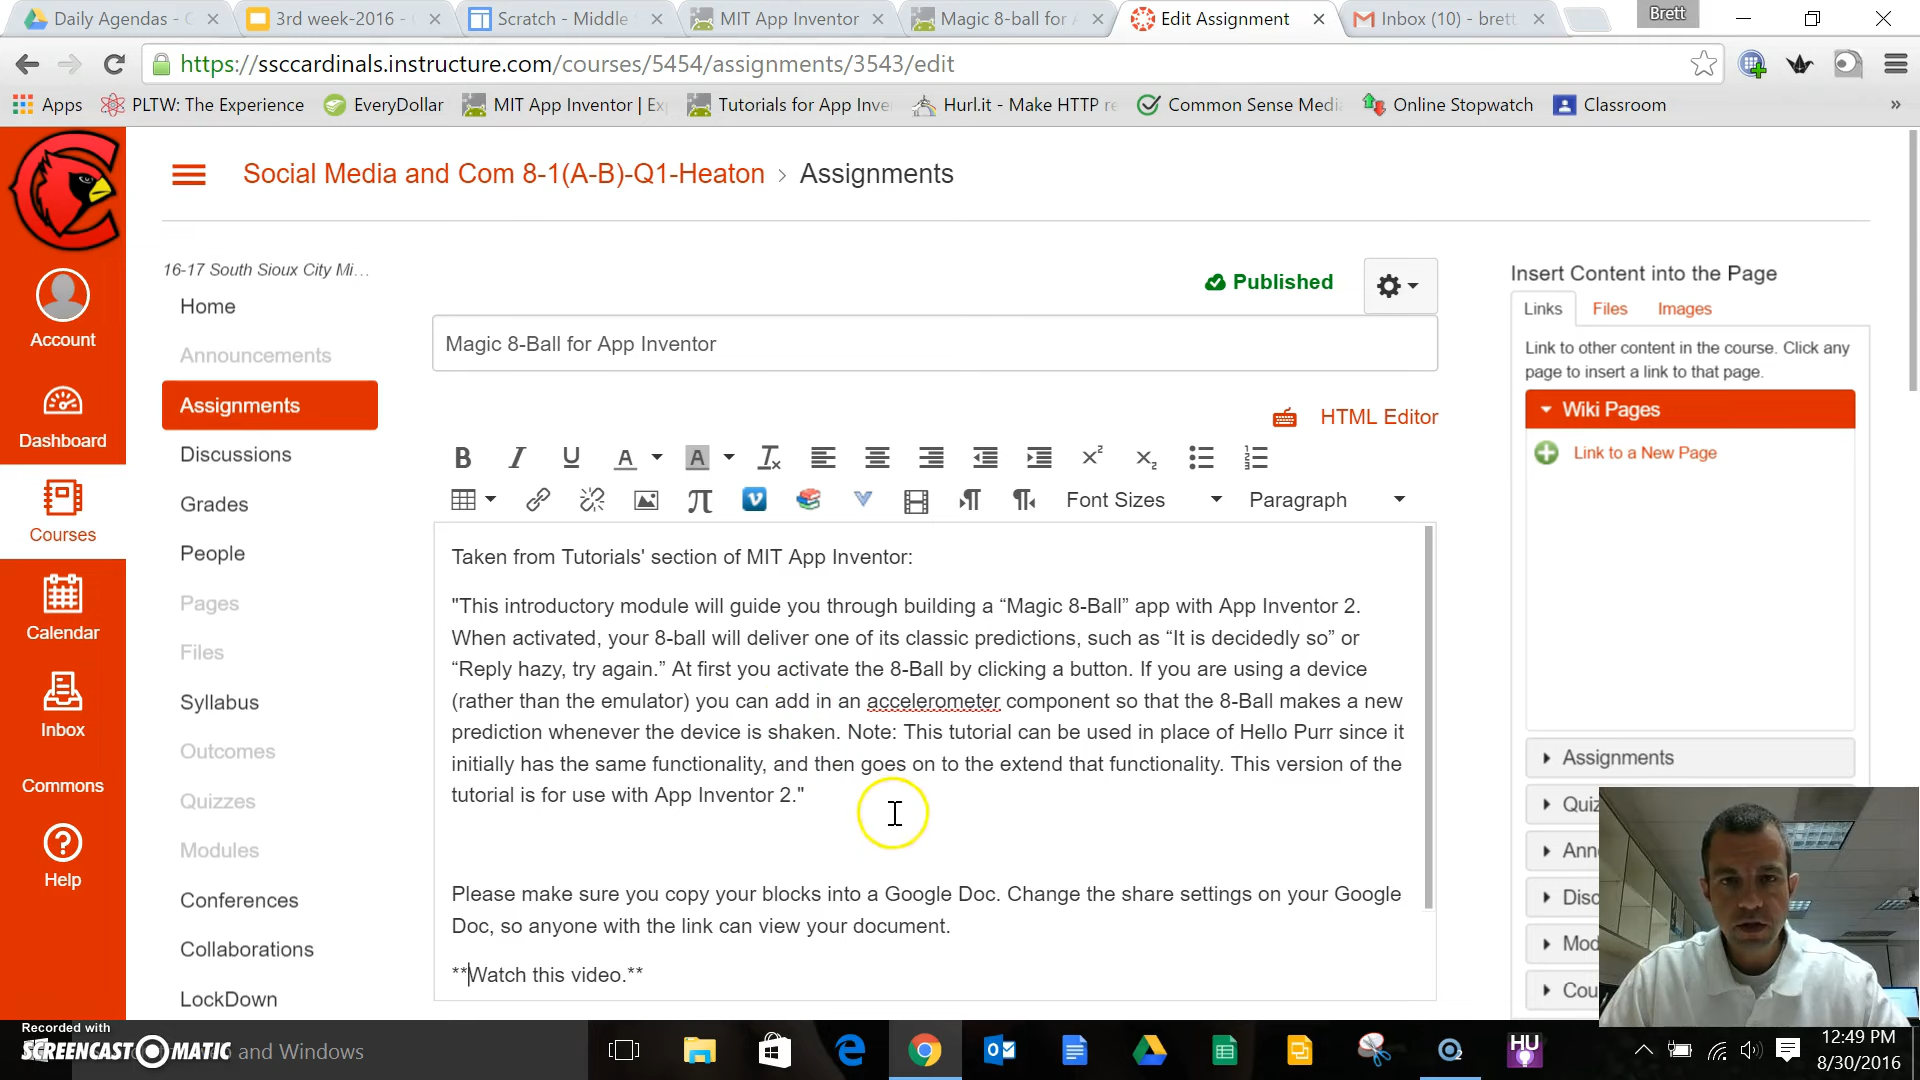 Daily Agendas - C
3rd week-2016 -
Scratch - Middle
MIT App Inventor
Magic 8-ball for A
Edit Assignment
Inbox (10) - brett
Brett
https://ssccardinals.instructure.com/courses/5454/assignments/3543/edit
Apps
PLTW: The Experience
EveryDollar
MIT App Inventor | Ex
Tutorials for App Inve
Hurl.it - Make HTTP re
Common Sense Media
Online Stopwatch
Classroom
»
Social Media and Com 8-1(A-B)-Q1-Heaton > Assignments
16-17 South Sioux City Mi...
Account
Dashboard
Courses
Calendar
Inbox
Commons
Help
Home
Announcements
Assignments
Discussions
Grades
People
Pages
Files
Syllabus
Outcomes
Quizzes
Modules
Conferences
Collaborations
LockDown
Published
Magic 8-Ball for App Inventor
HTML Editor
Font Sizes
Paragraph
Taken from Tutorials' section of MIT App Inventor:
"This introductory module will guide you through building a “Magic 8-Ball” app with App Inventor 2.
When activated, your 8-ball will deliver one of its classic predictions, such as “It is decidedly so” or
“Reply hazy, try again.” At first you activate the 8-Ball by clicking a button. If you are using a device
(rather than the emulator) you can add in an accelerometer component so that the 8-Ball makes a new
prediction whenever the device is shaken. Note: This tutorial can be used in place of Hello Purr since it
initially has the same functionality, and then goes on to the extend that functionality. This version of the
tutorial is for use with App Inventor 2."
Please make sure you copy your blocks into a Google Doc. Change the share settings on your Google
Doc, so anyone with the link can view your document.
**Watch this video.**
Insert Content into the Page
Links
Files
Images
Link to other content in the course. Click any
page to insert a link to that page.
Wiki Pages
Link to a New Page
Assignments
Quiz
Ann
Disc
Mod
Cou
Recorded with
SCREENCAST-O-MATIC
and Windows
HU
12:49 PM
8/30/2016